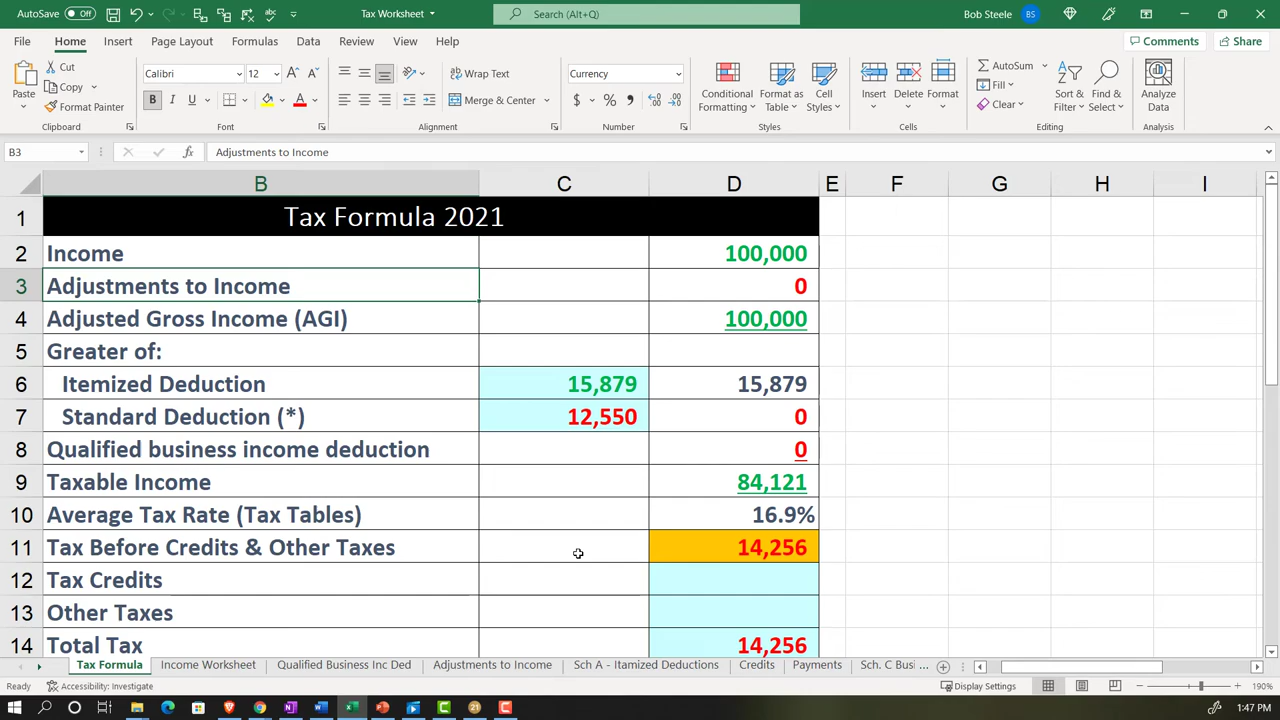 AutoSave Off Tax Worksheet Search (Alt+Q) Bob Steele BS
File Home Insert Page Layout Formulas Data Review View Help Comments Share
Paste Cut Copy Format Painter Calibri 12 B I U A Wrap Text Merge & Center Currency $ % , Conditional Formatting Format as Table Cell Styles Insert Delete Format AutoSum Fill Clear Sort & Filter Find & Select Analyze Data
Clipboard Font Alignment Number Styles Cells Editing Analysis
B3 fx Adjustments to Income
B C D E F G H I
1 Tax Formula 2021
2 Income 100,000
3 Adjustments to Income 0
4 Adjusted Gross Income (AGI) 100,000
5 Greater of:
6 Itemized Deduction 15,879 15,879
7 Standard Deduction (*) 12,550 0
8 Qualified business income deduction 0
9 Taxable Income 84,121
10 Average Tax Rate (Tax Tables) 16.9%
11 Tax Before Credits & Other Taxes 14,256
12 Tax Credits
13 Other Taxes
14 Total Tax 14,256
Tax Formula Income Worksheet Qualified Business Inc Ded Adjustments to Income Sch A - Itamized Deductions Credits Payments Sch. C Busi ...
Ready Accessibility: Investigate Display Settings 190%
21 1:47 PM